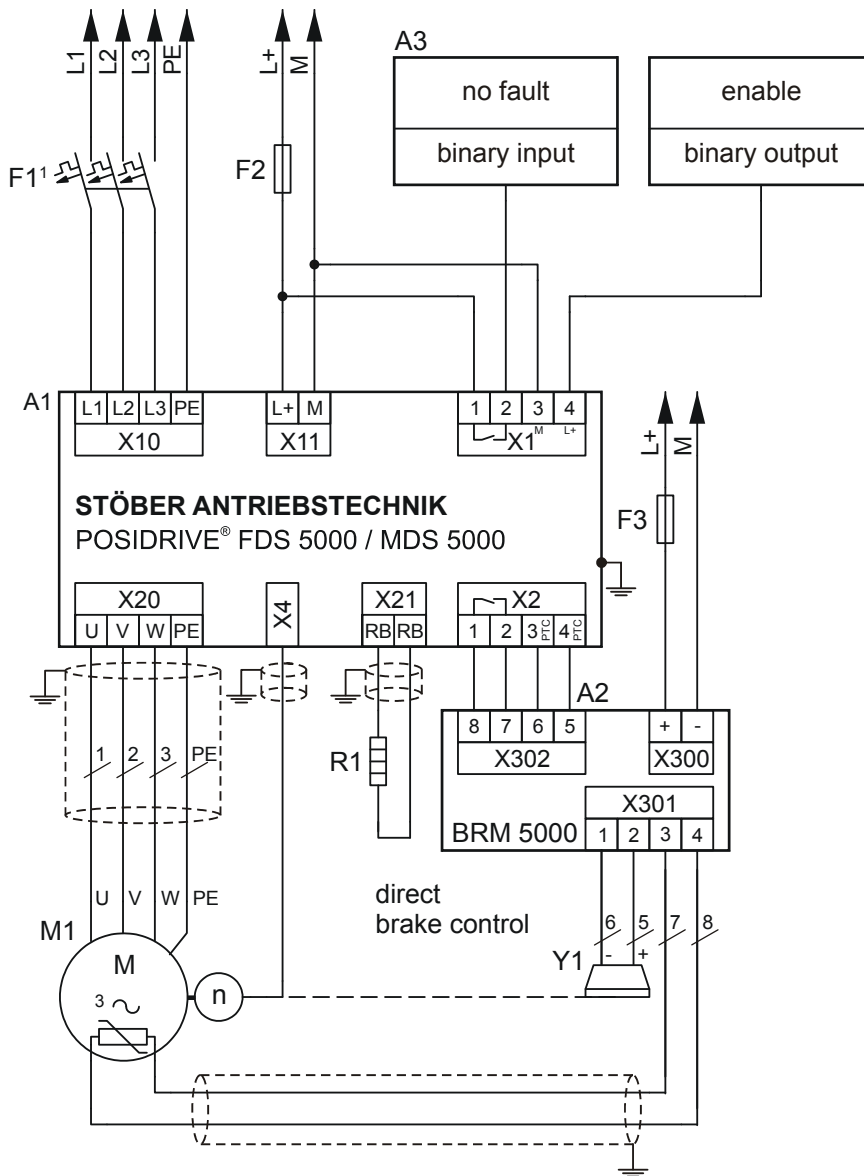 L1 L2 L3 PE
L+ M
A3
no fault
binary input
enable
binary output
F1¹
F2
A1
L1 L2 L3 PE
X10
L+ M
X11
1 2 3 4
X1 M L+
STÖBER ANTRIEBSTECHNIK
POSIDRIVE® FDS 5000 / MDS 5000
L+ M
F3
X20
U V W PE
X4
X21
RB RB
X2
1 2 3 PTC 4 PTC
A2
8 7 6 5
X302
+ -
X300
X301
1 2 3 4
BRM 5000
R1
1 2 3 PE
direct
brake control
U V W PE
6 5 7 8
- +
Y1
M1
M
3
n